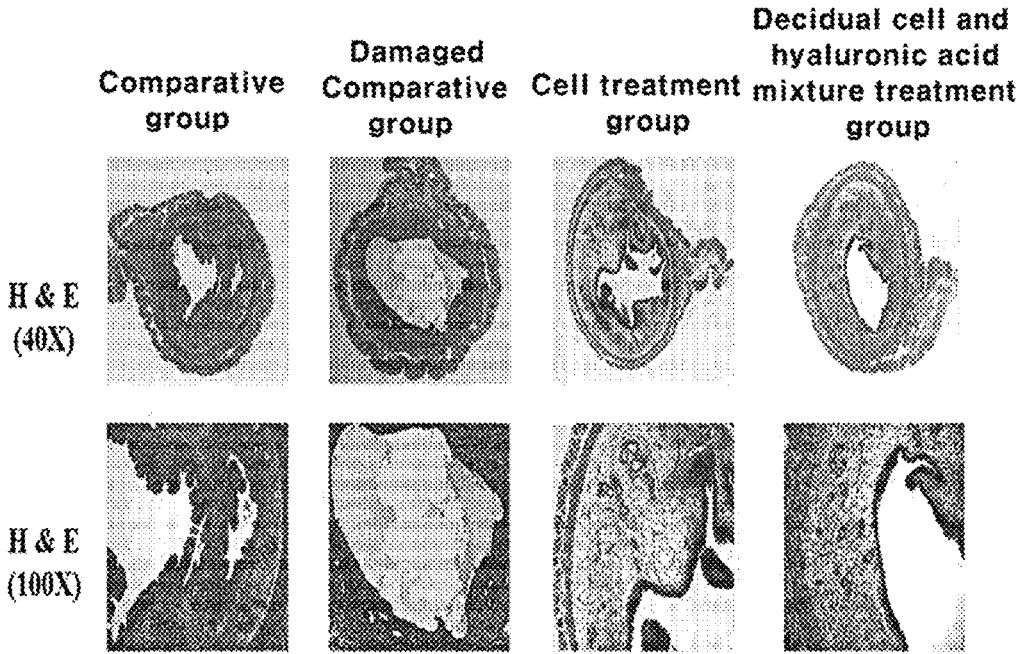 Comparative
group
Damaged
Comparative
group
Cell treatment
group
Decidual cell and
hyaluronic acid
mixture treatment
group
H & E
(40X)
H & E
(100X)